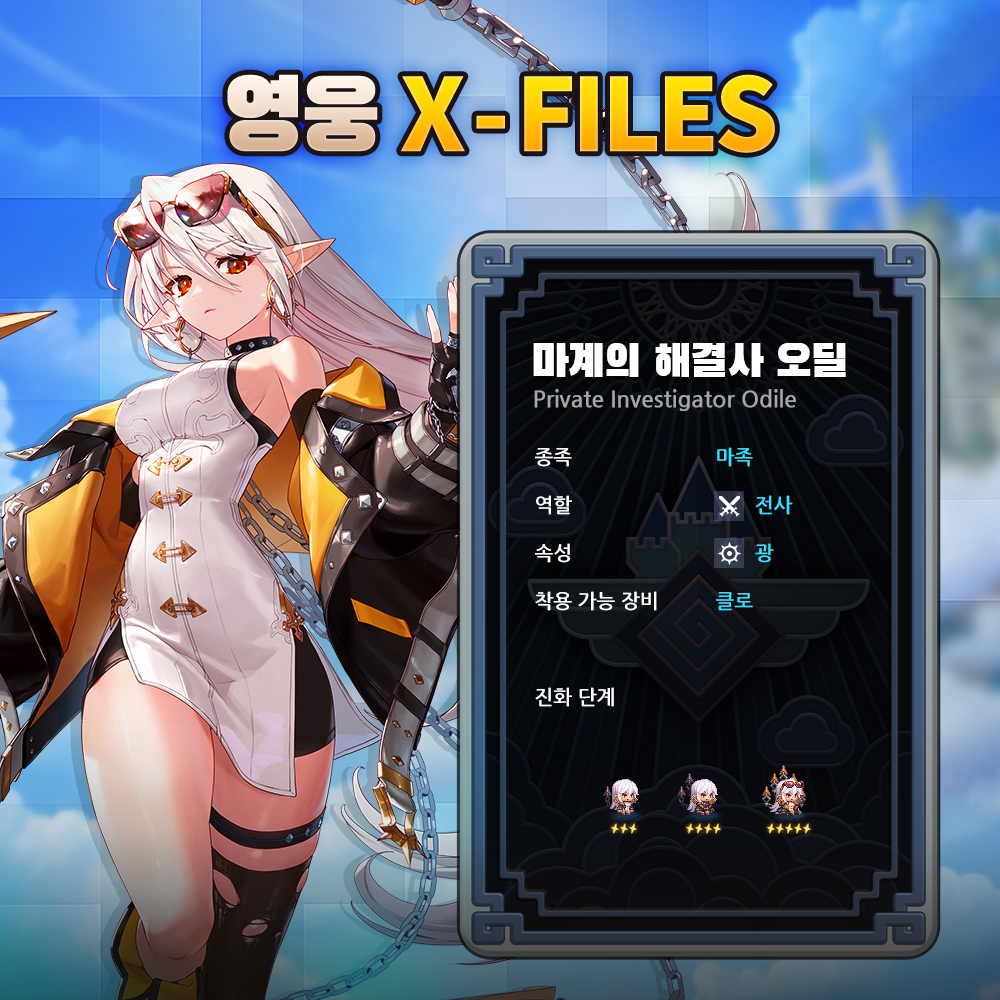 영웅 X-FILES
마계의 해결사 오딜
Private Investigator Odile
종족 마족
역할 전사
속성 광
착용 가능 장비 클로
진화 단계